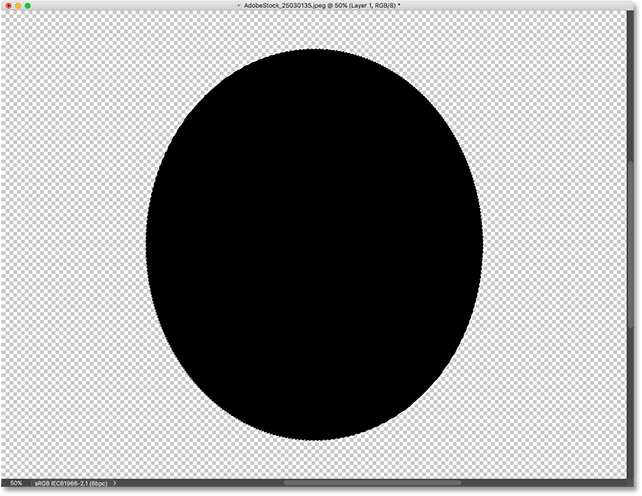 AdobeStock_25030135.jpeg @ 50% (Layer 1, RGB/8) *
50%
sRGB IEC61966-2.1 (8bpc)